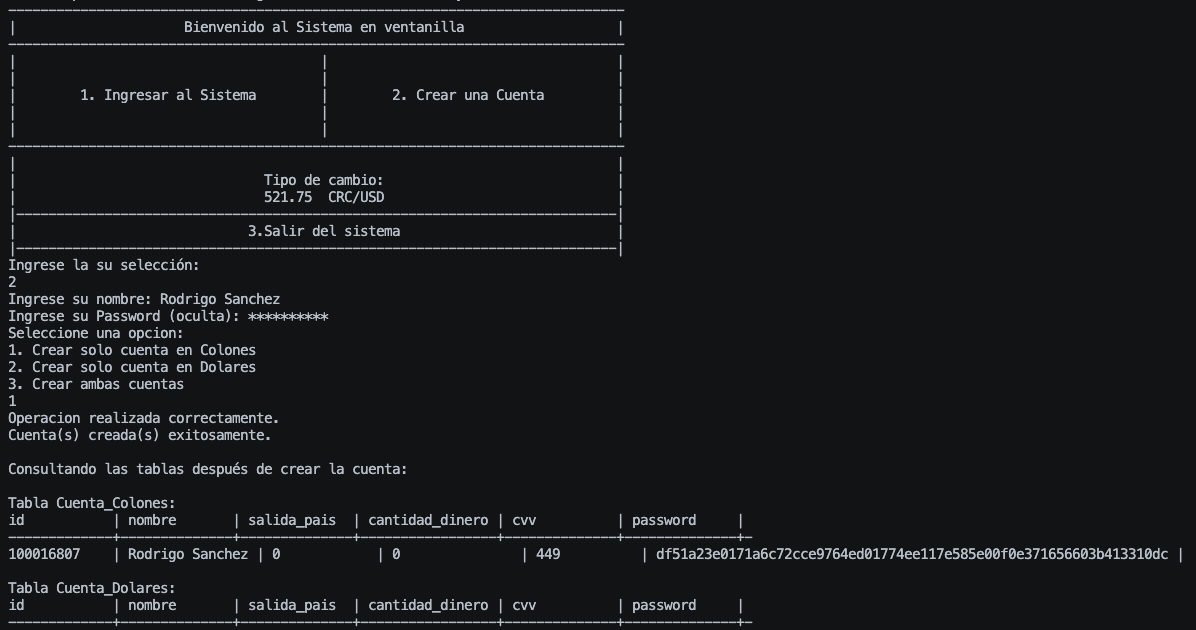 Bienvenido al Sistema en ventanilla
1. Ingresar al Sistema | 2. Crear una Cuenta
Tipo de cambio:
521.75  CRC/USD
3.Salir del sistema
Ingrese la su selección:
2
Ingrese su nombre: Rodrigo Sanchez
Ingrese su Password (oculta): **********
Seleccione una opcion:
1. Crear solo cuenta en Colones
2. Crear solo cuenta en Dolares
3. Crear ambas cuentas
1
Operacion realizada correctamente.
Cuenta(s) creada(s) exitosamente.
Consultando las tablas después de crear la cuenta:
Tabla Cuenta_Colones:
id | nombre | salida_pais | cantidad_dinero | cvv | password |
100016807 | Rodrigo Sanchez | 0 | 0 | 449 | df51a23e0171a6c72cce9764ed01774ee117e585e00f0e371656603b413310dc |
Tabla Cuenta_Dolares:
id | nombre | salida_pais | cantidad_dinero | cvv | password |